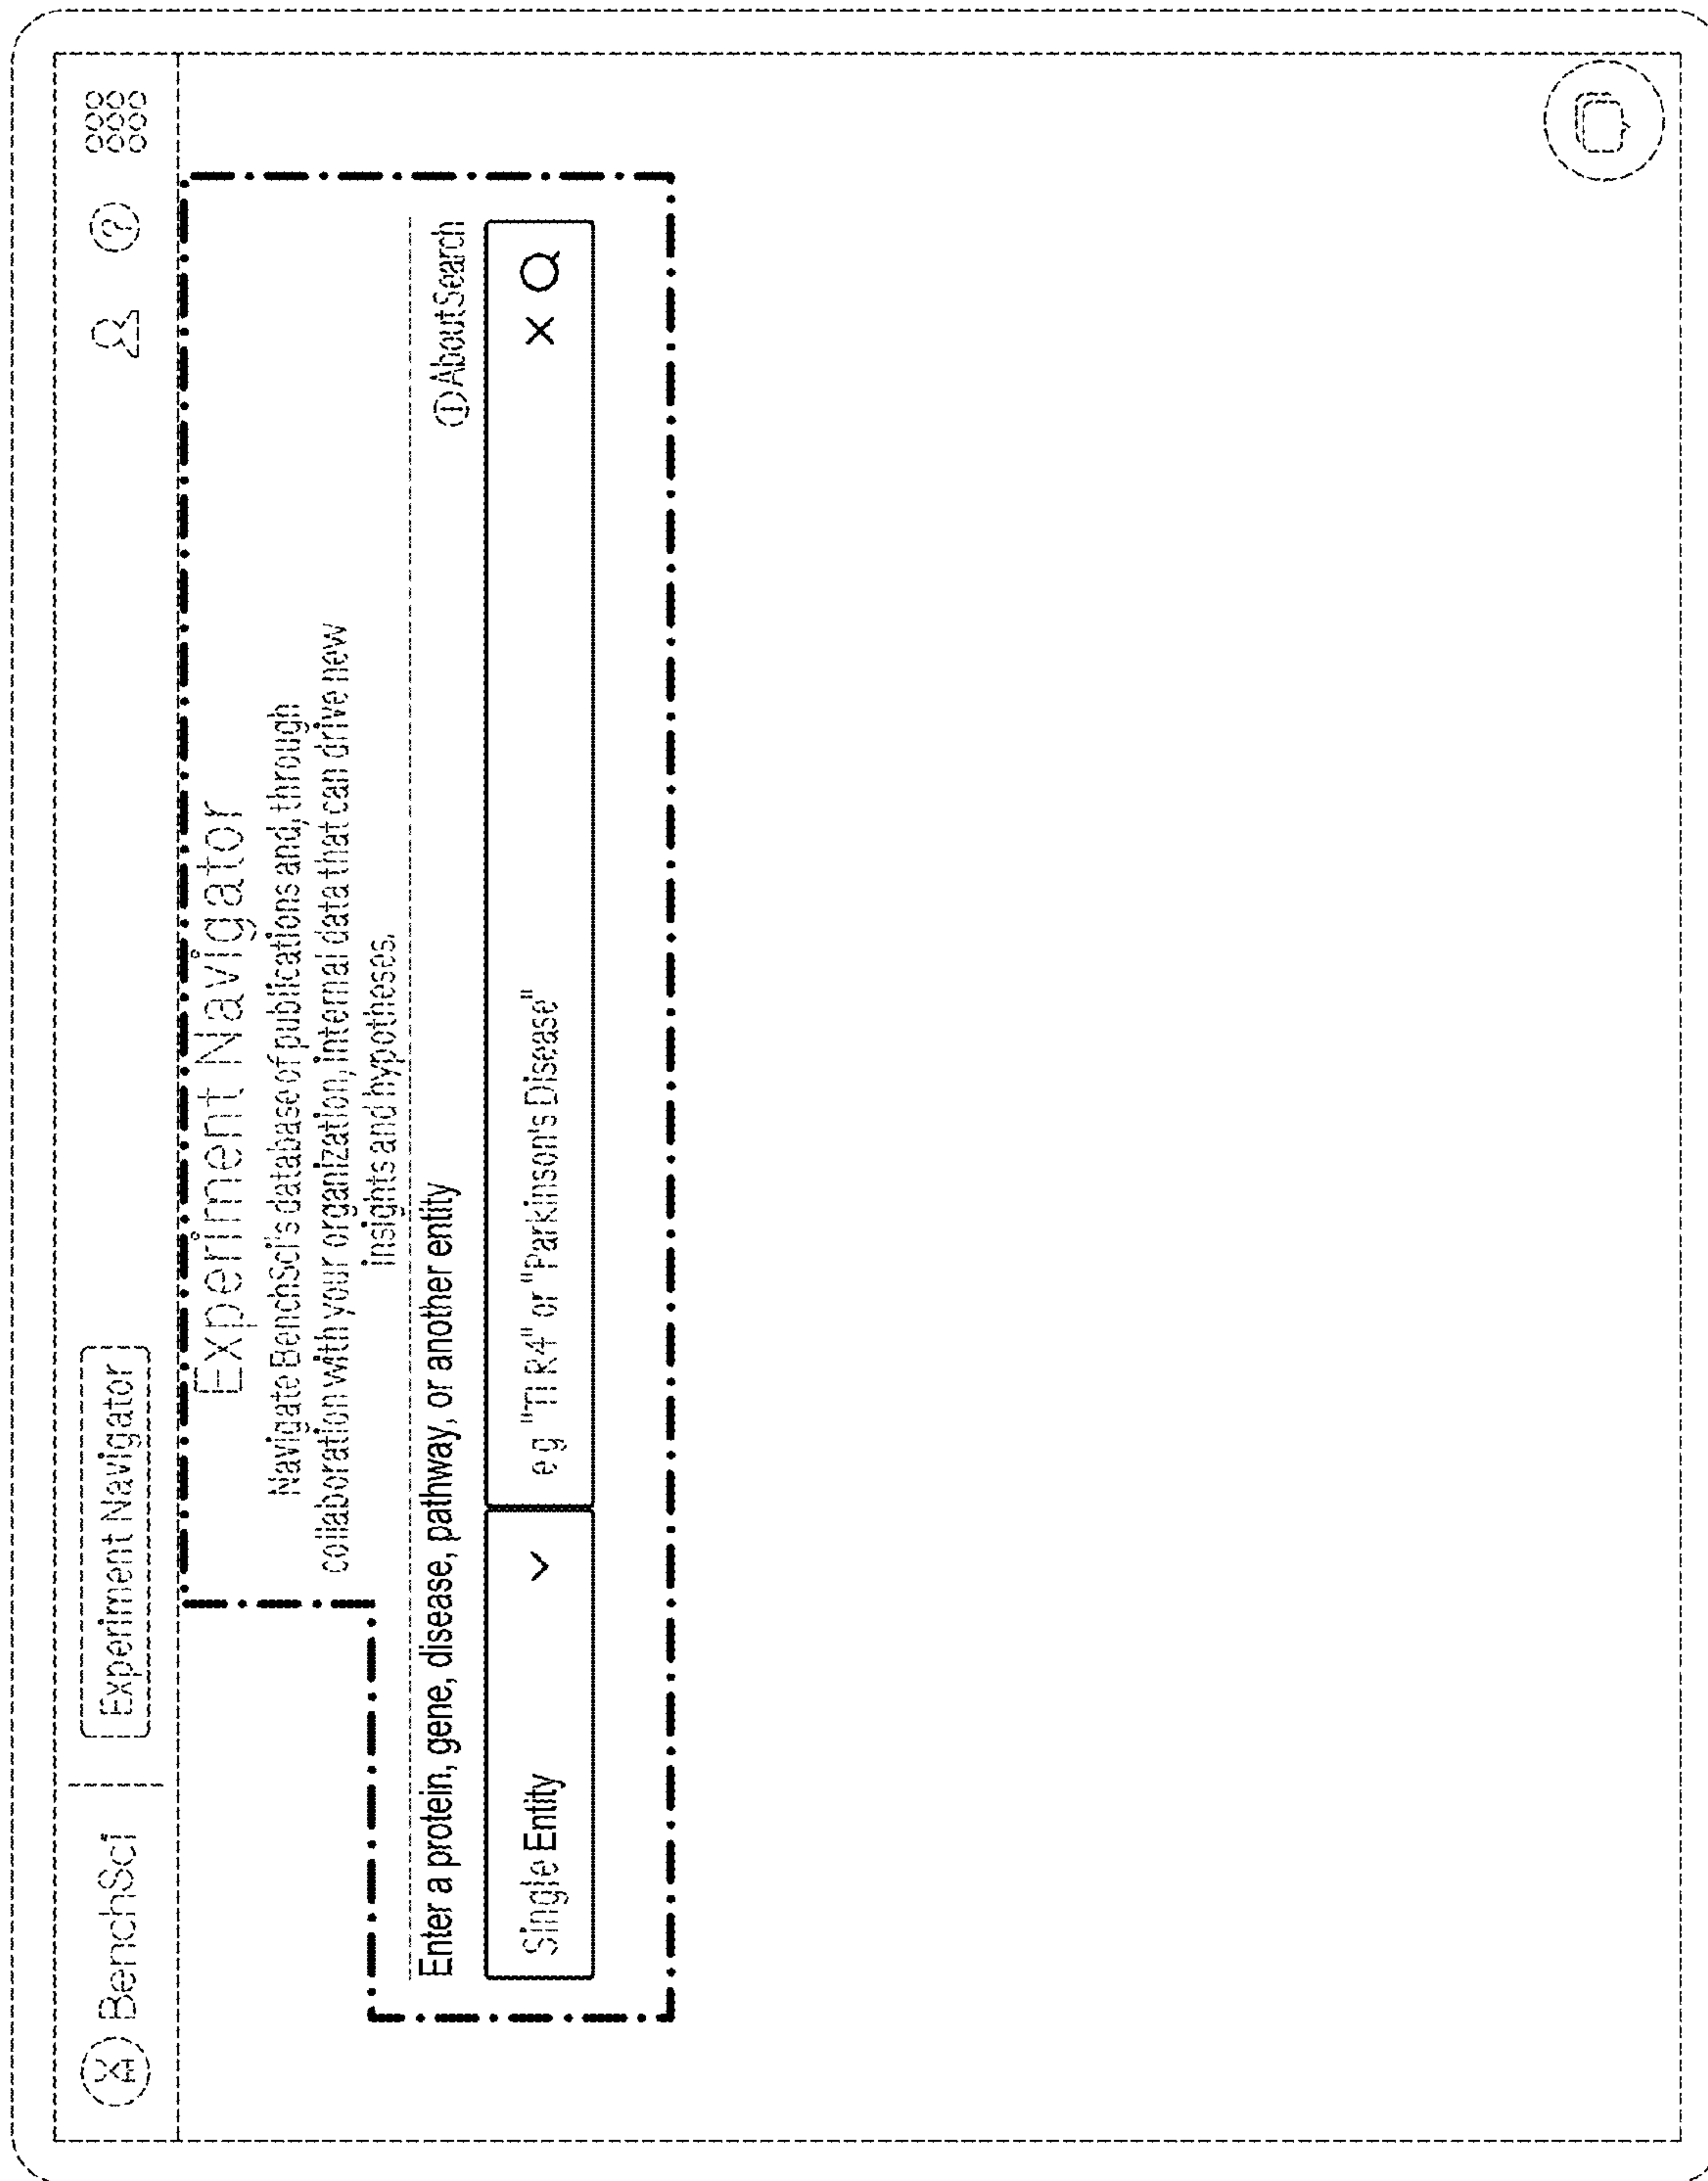 BenchSci
Experiment Navigator
Experiment Navigator
Navigate BenchSci's database of publications and, through
collaboration with your organization, internal data that can drive new
insights and hypotheses.
Enter a protein, gene, disease, pathway, or another entity
About Search
Single Entity
eg "TLR4" or "Parkinson's Disease"